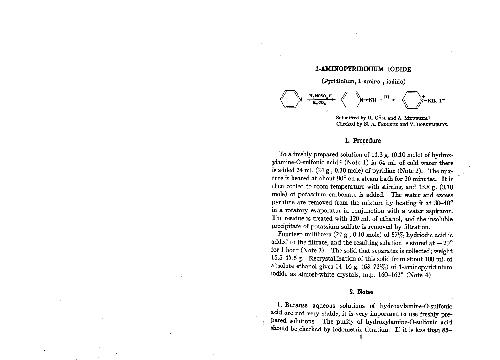 1-AMINOPYRIDINIUM IODIDE
(Pyridinium, 1-amino-, iodide)
Submitted by R. Gösl and A. Meuwsen.
Checked by
1. Procedure
To a freshly prepared solution of 11.3 g. (0.10 mole) of hydrox-
ylamine-O-sulfonic acid (Note 1) in 64 ml. of cold water there
is added 24 ml. (24 g., 0.30 mole) of pyridine (Note 2). The mix-
ture is heated at about 90° on a steam bath for 20 minutes. It is
then cooled to room temperature with stirring, and 13.8 g. (0.10
mole) of potassium carbonate is added. The water and excess
pyridine are removed from the mixture by heating it at 30–40°
in a rotatory evaporator in conjunction with a water aspirator.
The residue is treated with 120 ml. of ethanol, and the insoluble
precipitate of potassium sulfate is removed by filtration.
Fourteen milliliters (22 g., 0.10 mole) of 57% hydriodic acid is
added to the filtrate, and the resulting solution is stored at −20°
for 1 hour (Note 3). The solid that separates is collected; weight
Recrystallization of this solid from about 100 ml. of
absolute ethanol gives 14–16 g. (63–72%) of 1-aminopyridinium
iodide as almost-white crystals, m.p. 160–162° (Note 4).
2. Notes
1. Because aqueous solutions of hydroxylamine-O-sulfonic
acid are not very stable, it is very important to use freshly pre-
pared solutions. The purity of hydroxylamine-O-sulfonic acid
should be checked by iodometric titration. If it is less than 85–
1